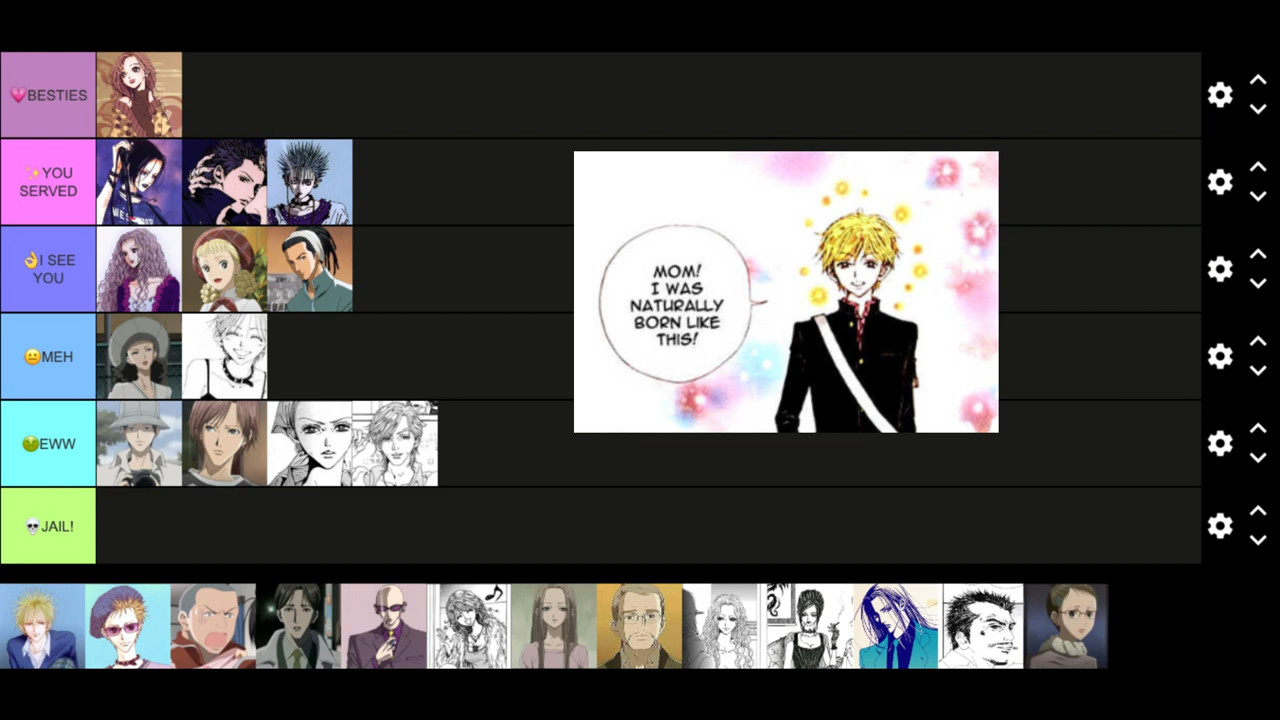 💗BESTIES
✨YOU
SERVED
👌I SEE
YOU
😐MEH
🤢EWW
💀JAIL!
MOM!
I WAS
NATURALLY
BORN LIKE
THIS!